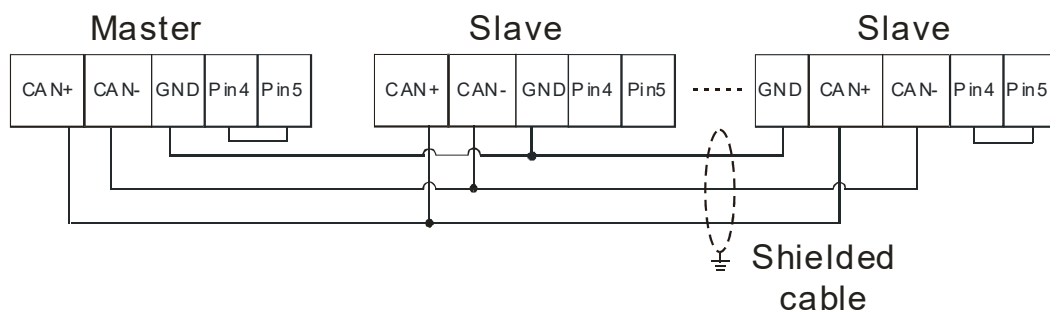 Master
Slave
Slave
CAN+ CAN- GND Pin4 Pin5
CAN+ CAN- GND Pin4 Pin5
GND CAN+ CAN- Pin4 Pin5
Shielded
cable